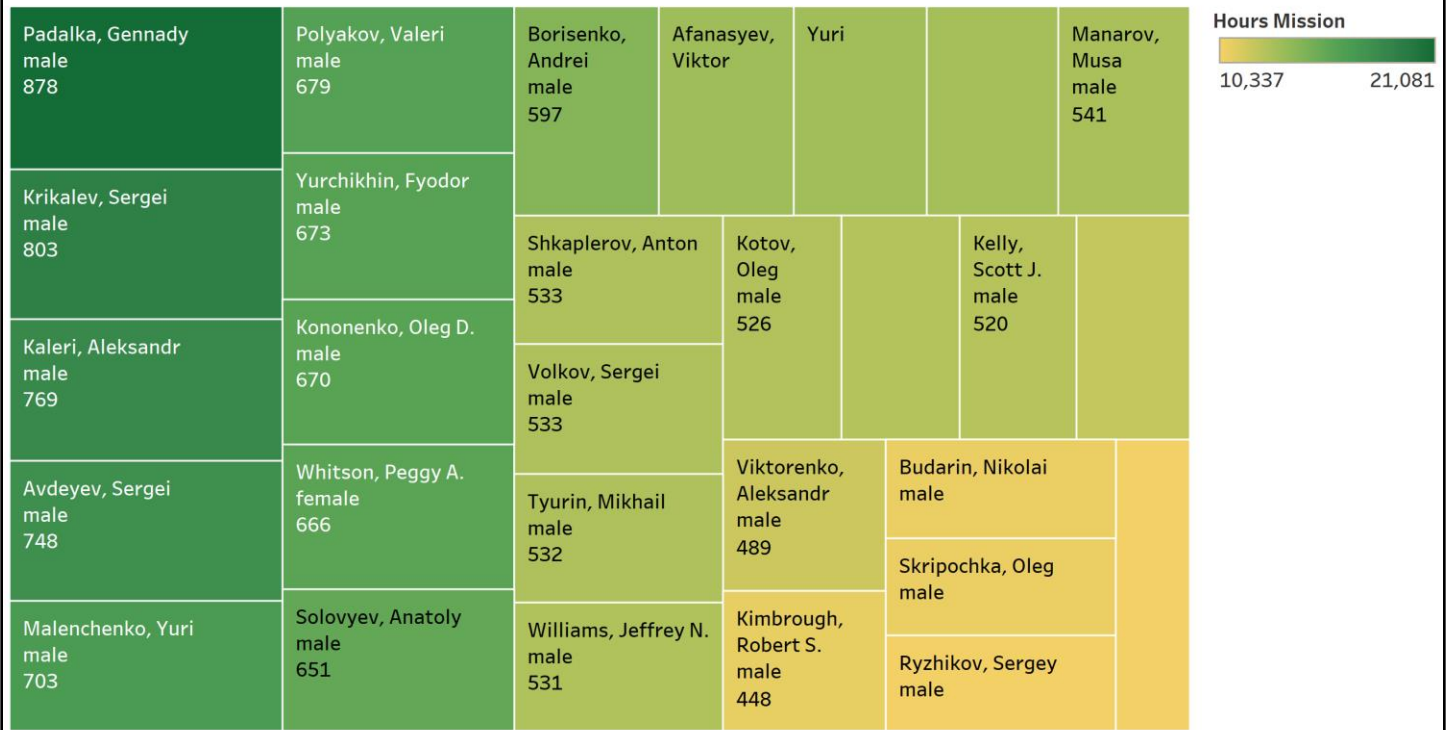 Padalka, Gennady
male
878
Krikalev, Sergei
male
803
Kaleri, Aleksandr
male
769
Avdeyev, Sergei
male
748
Malenchenko, Yuri
male
703
Polyakov, Valeri
male
679
Yurchikhin, Fyodor
male
673
Kononenko, Oleg D.
male
670
Whitson, Peggy A.
female
666
Solovyev, Anatoly
male
651
Borisenko,
Andrei
male
597
Afanasyev,
Viktor
Yuri
Manarov,
Musa
male
541
Shkaplerov, Anton
male
533
Volkov, Sergei
male
533
Tyurin, Mikhail
male
532
Williams, Jeffrey N.
male
531
Kotov,
Oleg
male
526
Kelly,
Scott J.
male
520
Viktorenko,
Aleksandr
male
489
Kimbrough,
Robert S.
male
448
Budarin, Nikolai
male
Skripochka, Oleg
male
Ryzhikov, Sergey
male
Hours Mission
10,337
21,081